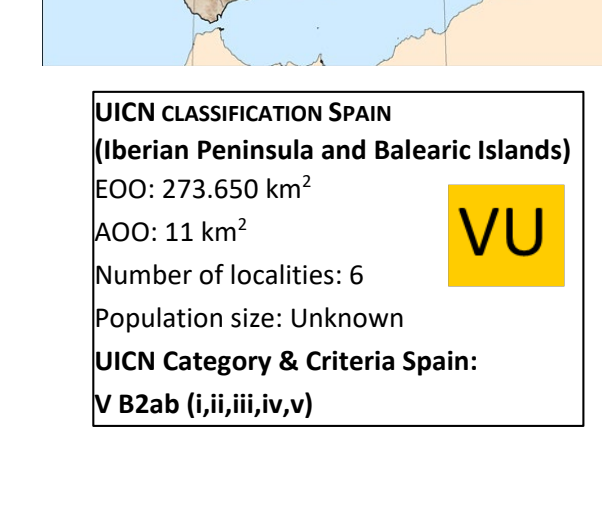 UICN CLASSIFICATION SPAIN
(Iberian Peninsula and Balearic Islands)
EOO: 273.650 km²
AOO: 11 km²
VU
Number of localities: 6
Population size: Unknown
UICN Category & Criteria Spain:
V B2ab (i,ii,iii,iv,v)